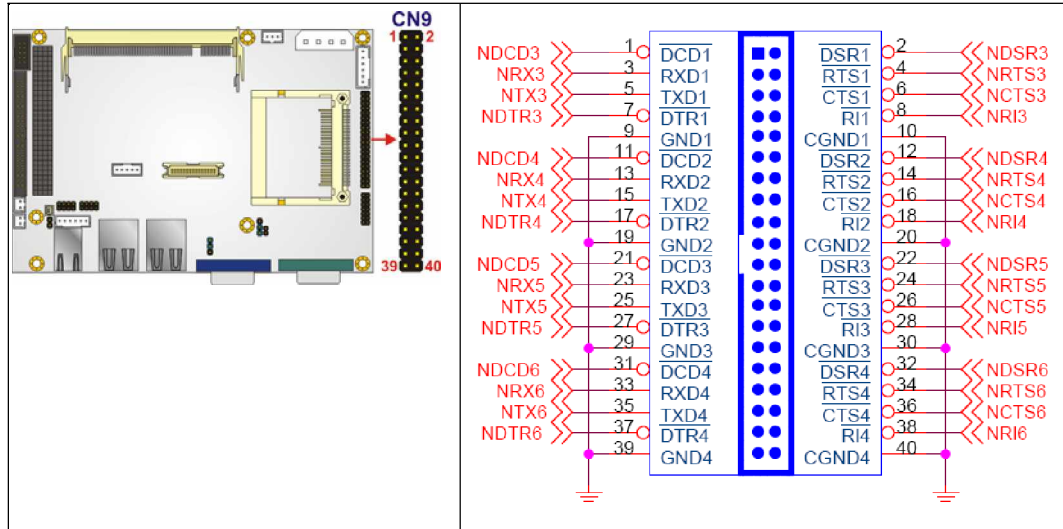 CN9
1 2
39 40
NDCD3 1 DCD1 DSR1 2 NDSR3
NRX3 3 RXD1 RTS1 4 NRTS3
NTX3 5 TXD1 CTS1 6 NCTS3
NDTR3 7 DTR1 RI1 8 NRI3
9 GND1 CGND1 10
NDCD4 11 DCD2 DSR2 12 NDSR4
NRX4 13 RXD2 RTS2 14 NRTS4
NTX4 15 TXD2 CTS2 16 NCTS4
NDTR4 17 DTR2 RI2 18 NRI4
19 GND2 CGND2 20
NDCD5 21 DCD3 DSR3 22 NDSR5
NRX5 23 RXD3 RTS3 24 NRTS5
NTX5 25 TXD3 CTS3 26 NCTS5
NDTR5 27 DTR3 RI3 28 NRI5
29 GND3 CGND3 30
NDCD6 31 DCD4 DSR4 32 NDSR6
NRX6 33 RXD4 RTS4 34 NRTS6
NTX6 35 TXD4 CTS4 36 NCTS6
NDTR6 37 DTR4 RI4 38 NRI6
39 GND4 CGND4 40